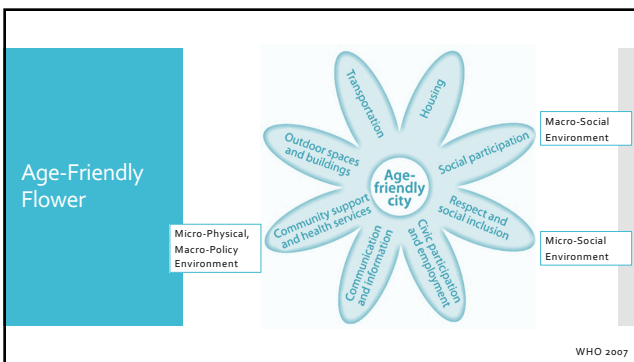 Age-Friendly
Flower
Transportation
Housing
Outdoor spaces
and buildings
Social participation
Age-
friendly
city
Community support
and health services
Respect and
social inclusion
Communication
and information
Civic participation
and employment
Macro-Social
Environment
Micro-Physical,
Macro-Policy
Environment
Micro-Social
Environment
WHO 2007